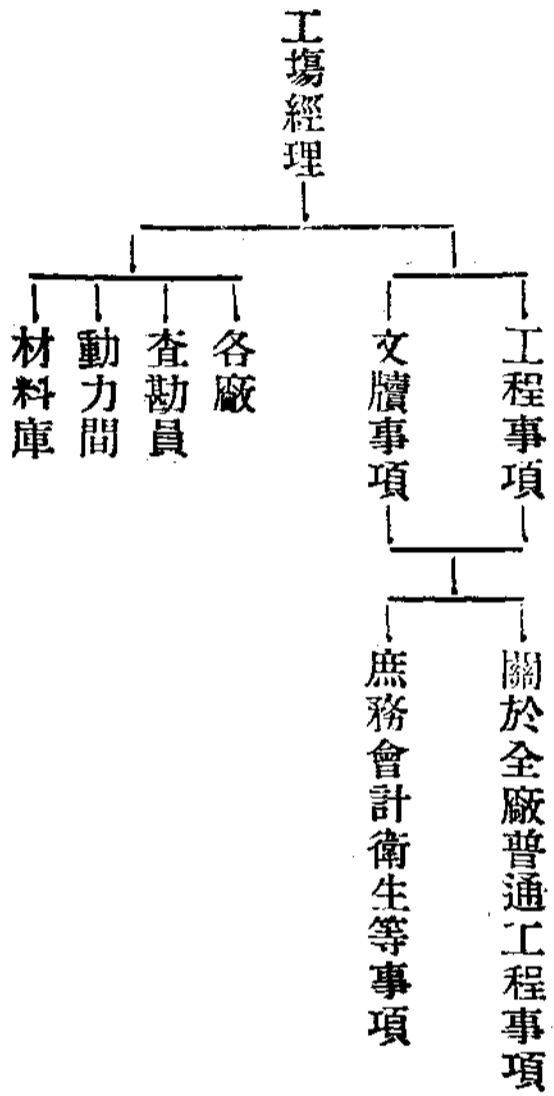 工場經理
工程事項
文牘事項
各廠
查勘員
動力間
材料庫
關於全廠普通工程事項
庶務會計衛生等事項